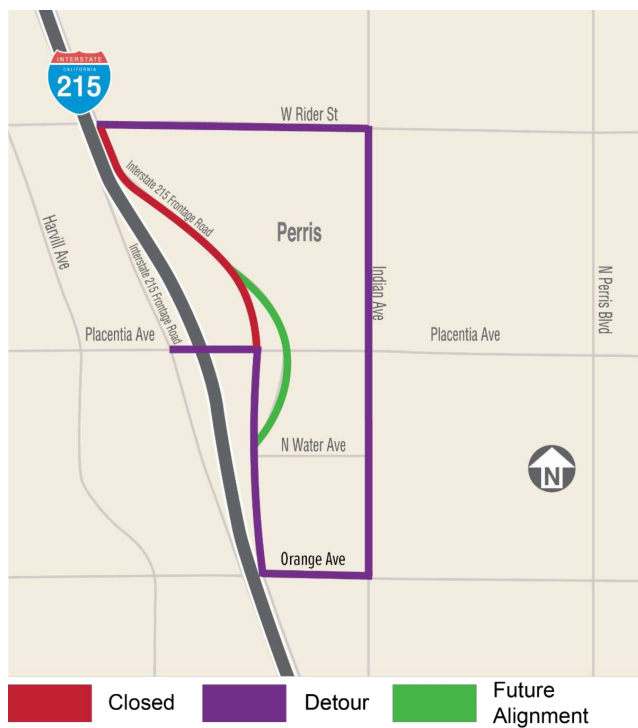 INTERSTATE
CALIFORNIA
215
W Rider St
Interstate 215 Frontage Road
Perris
Harvill Ave
Interstate 215 Frontage Road
Indian Ave
N Perris Blvd
Placentia Ave
Placentia Ave
N Water Ave
N
Orange Ave
Closed
Detour
Future
Alignment